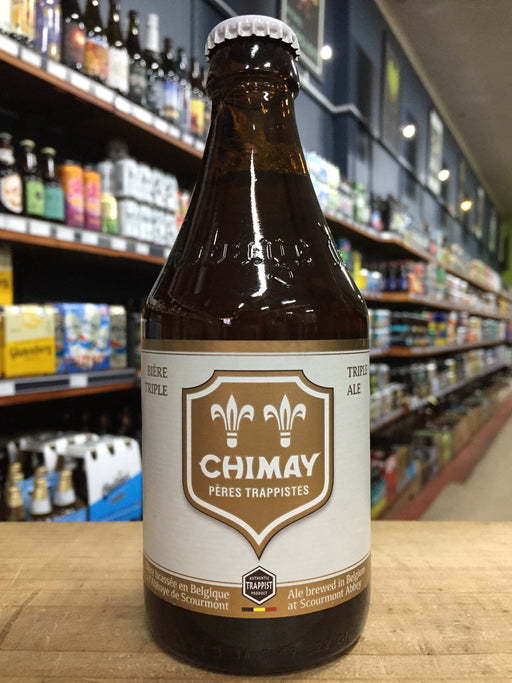 BIÈRE
TRIPLE
TRIPLE
ALE
CHIMAY
PÈRES TRAPPISTES
brassée en Belgique
l'Abbaye de Scourmont
AUTHENTIC
TRAPPIST
PRODUCT
Ale brewed in Belgium
at Scourmont Abbey